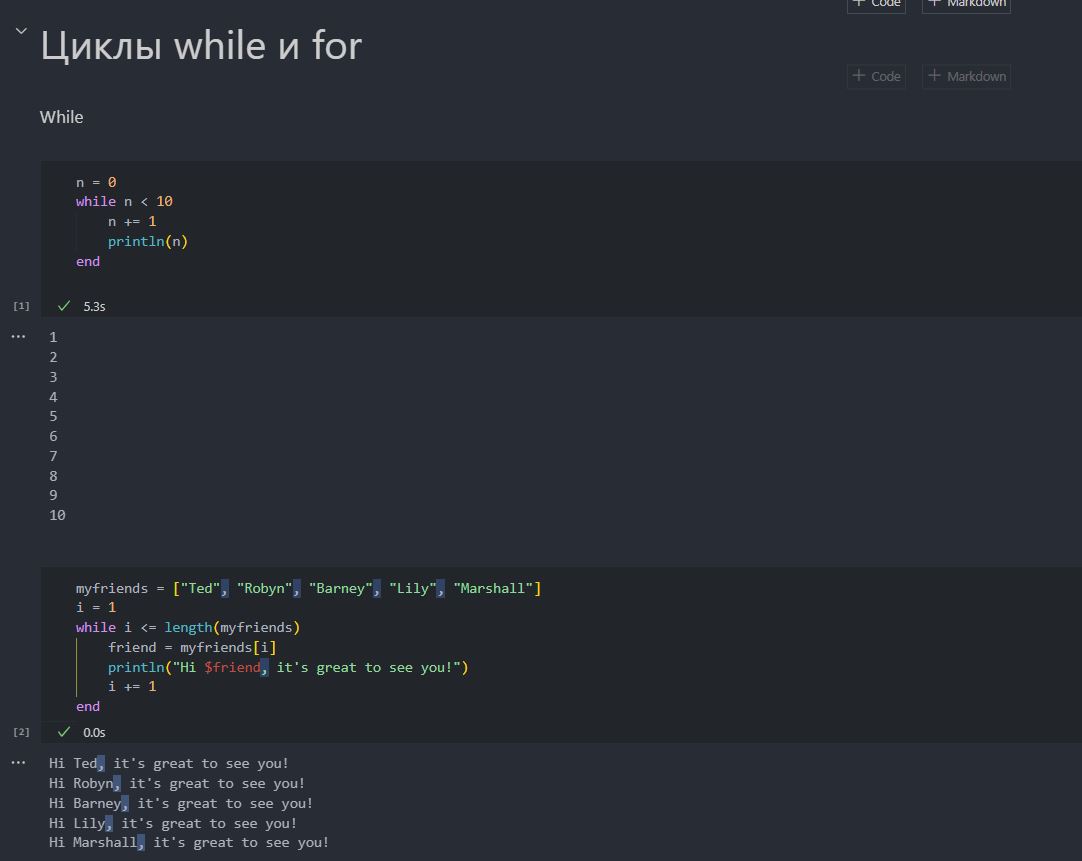 + Code + Markdown
Циклы while и for
+ Code + Markdown
While
n = 0
while n < 10
n += 1
println(n)
end
[1] ✓ 5.3s
... 1
2
3
4
5
6
7
8
9
10
myfriends = ["Ted", "Robyn", "Barney", "Lily", "Marshall"]
i = 1
while i <= length(myfriends)
friend = myfriends[i]
println("Hi $friend, it's great to see you!")
i += 1
end
[2] ✓ 0.0s
... Hi Ted, it's great to see you!
Hi Robyn, it's great to see you!
Hi Barney, it's great to see you!
Hi Lily, it's great to see you!
Hi Marshall, it's great to see you!